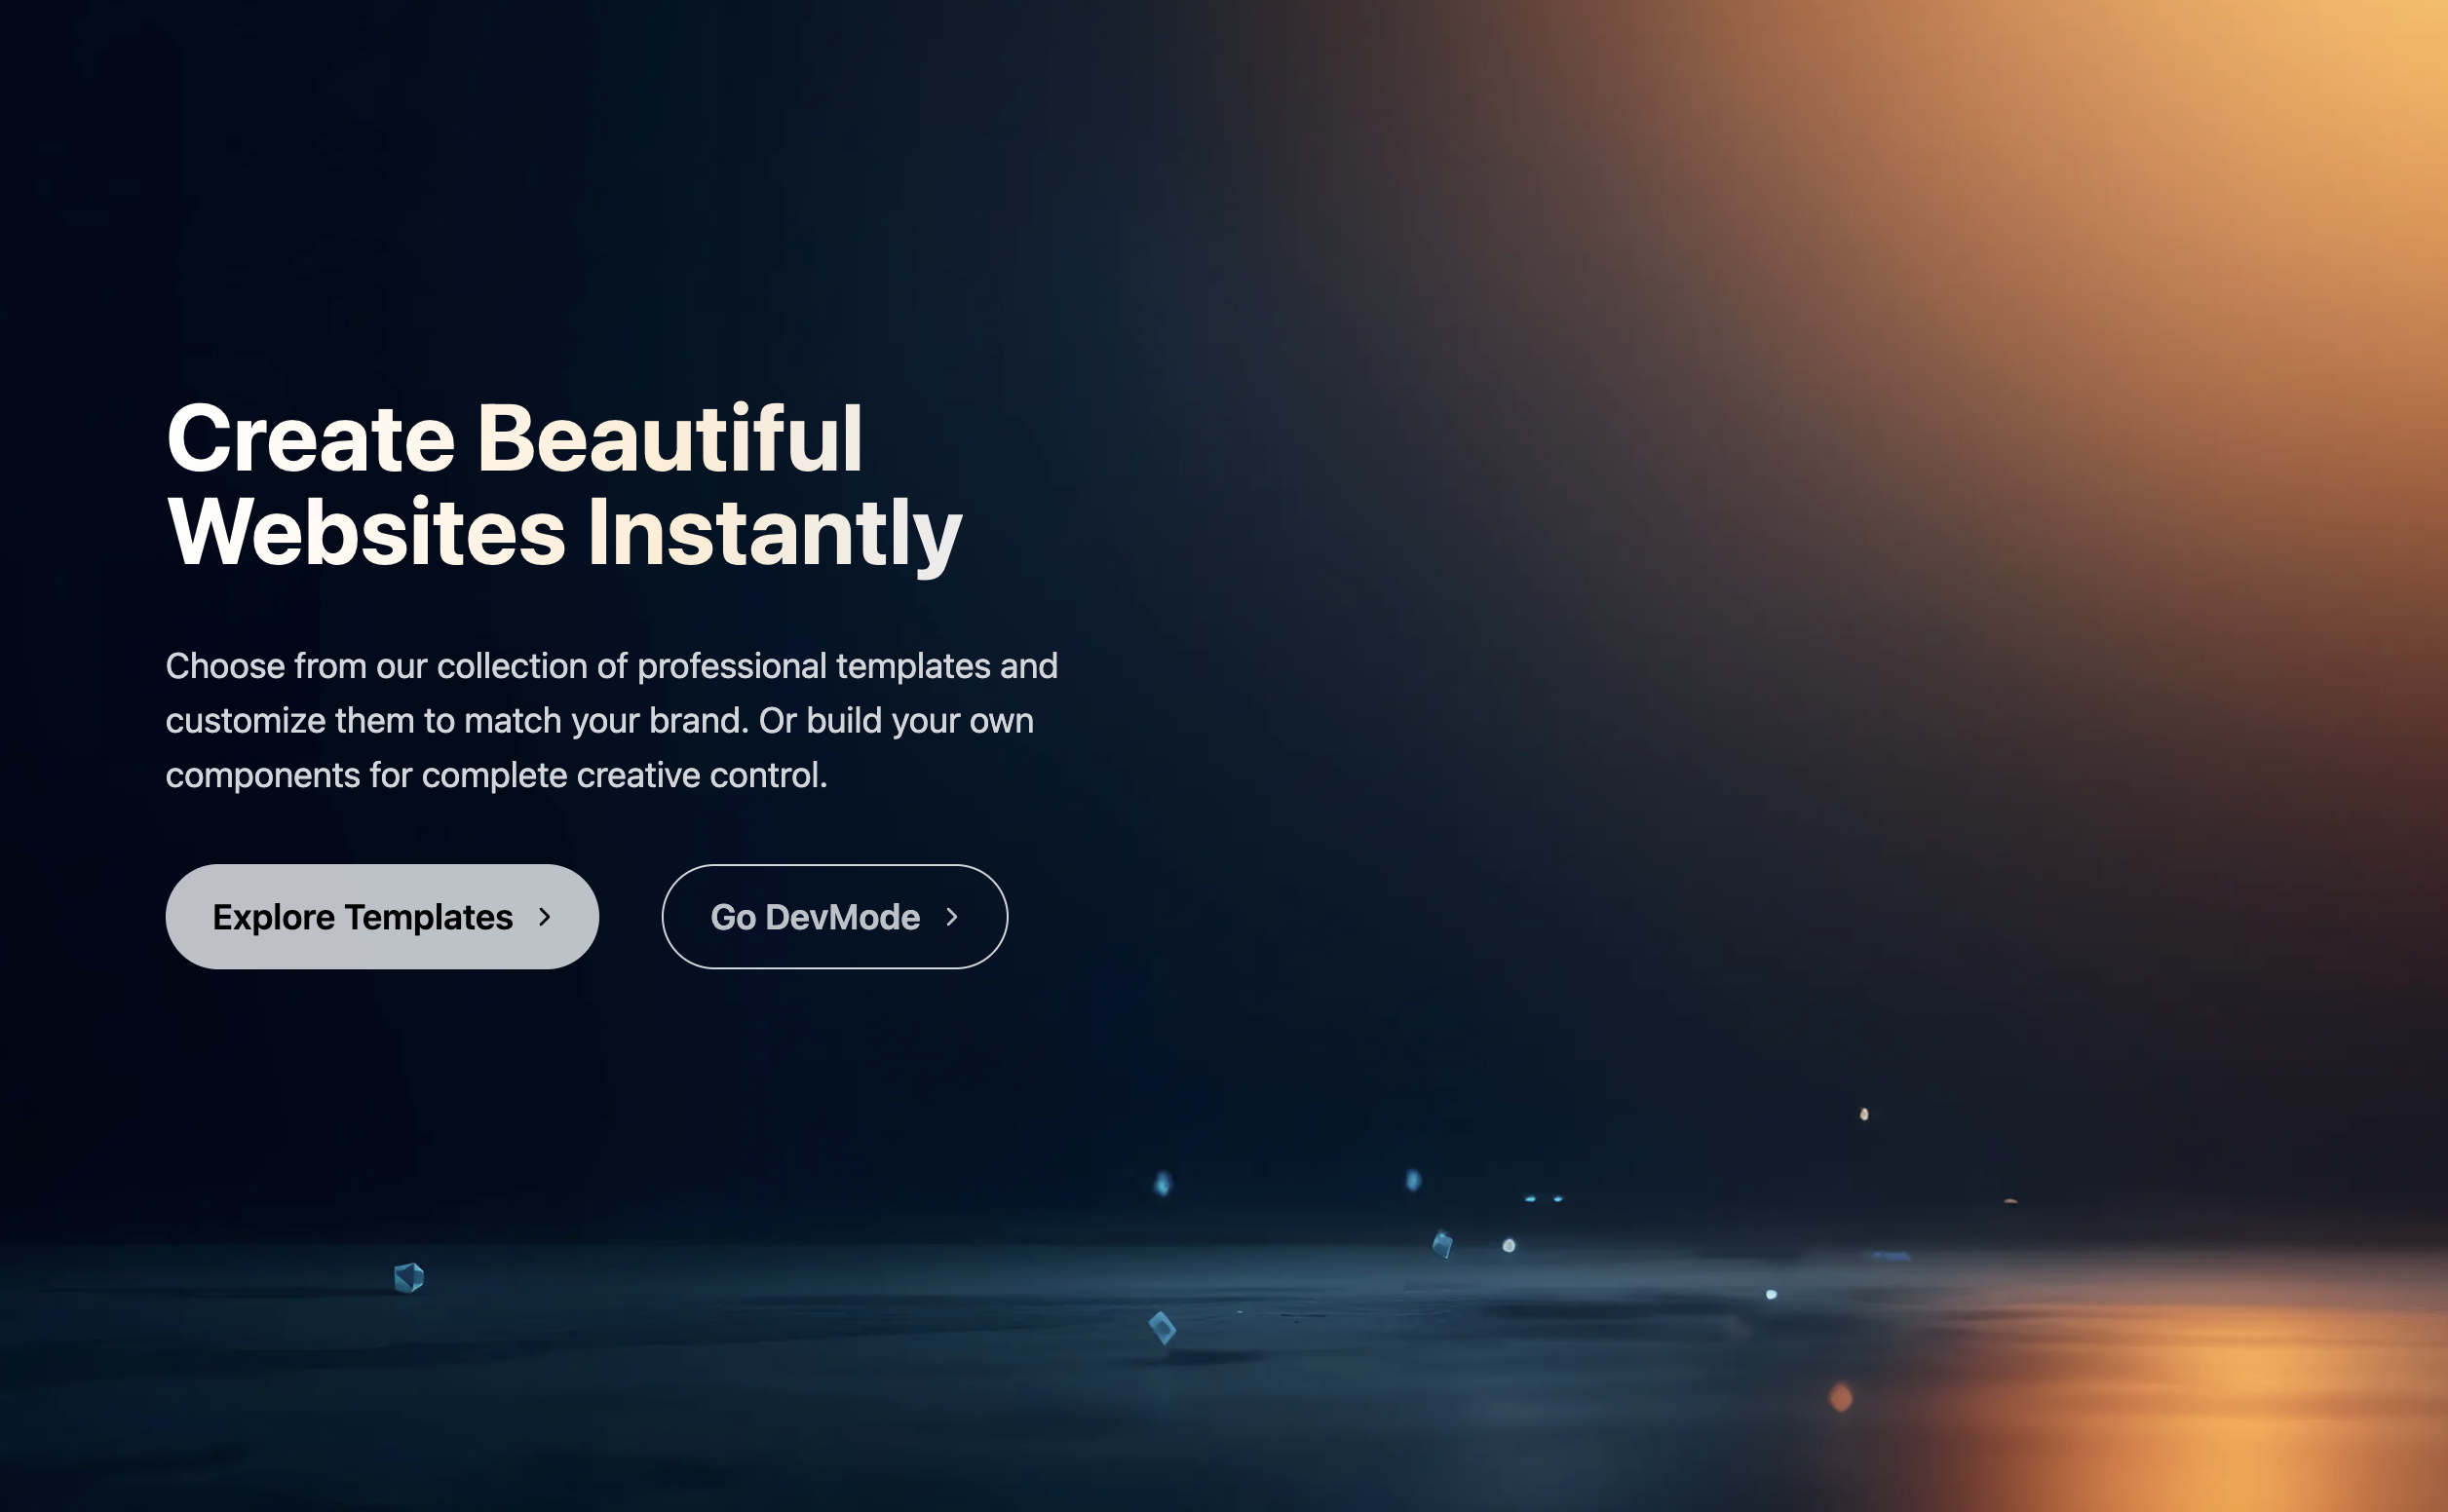 Create Beautiful
Websites Instantly
Choose from our collection of professional templates and
customize them to match your brand. Or build your own
components for complete creative control.
Explore Templates
Go DevMode